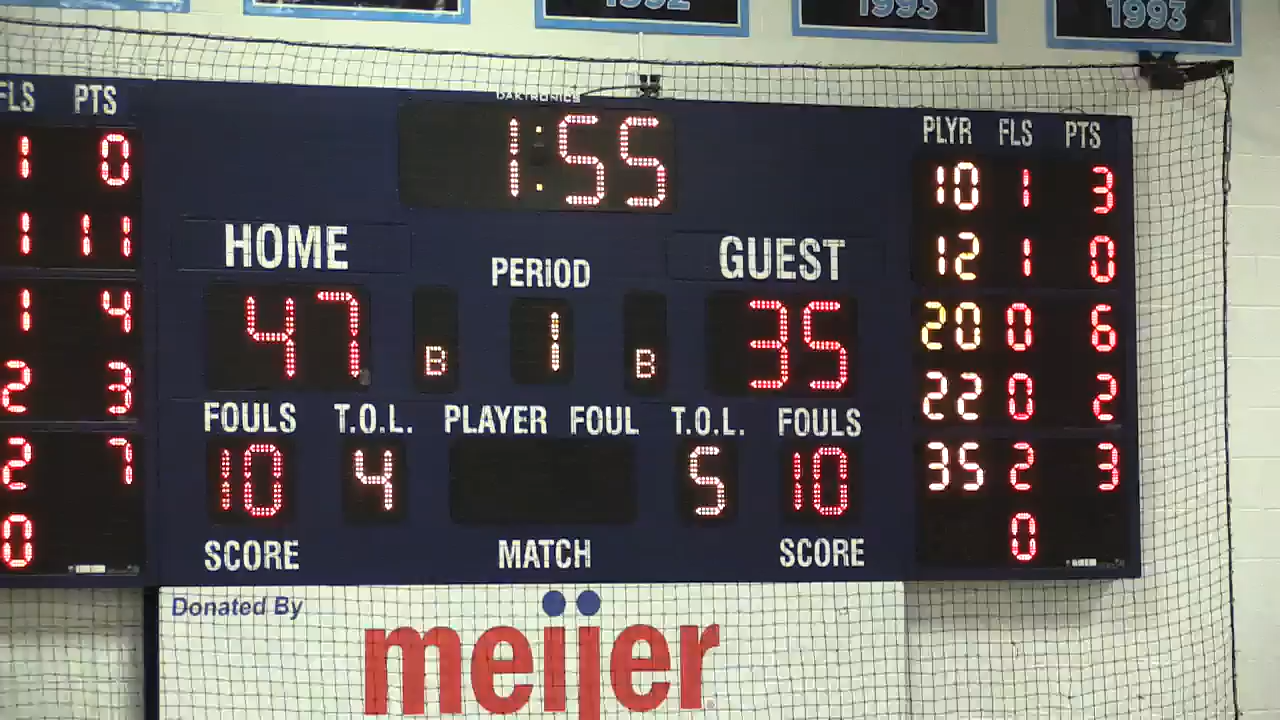 1992
1993
1993
FLS PTS
1 0
1 11
1 4
2 3
2 7
0
DAKTRONICS
1:55
HOME
PERIOD
GUEST
47 B 1 B 35
FOULS T.O.L. PLAYER FOUL T.O.L. FOULS
10 4 5 10
SCORE MATCH SCORE
PLYR FLS PTS
10 1 3
12 1 0
20 0 6
22 0 2
35 2 3
0
Donated By
meijer